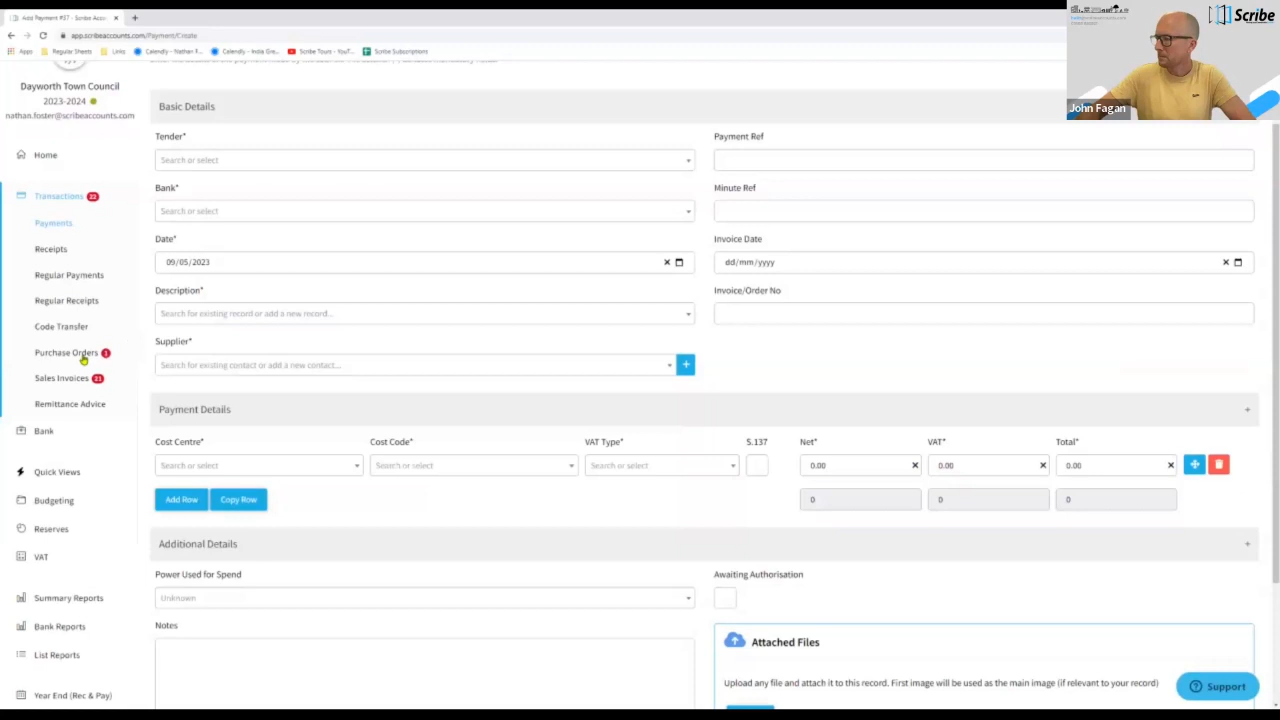 Add Payment #37 - Scribe Acco
app.scribeaccounts.com/Payment/Create
Apps
Regular Sheets
Links
Calendly - Nathan F...
Calendly - Insta Gre...
Scribe Tours - YouT...
Scribe Subscriptions
Scribe
John Fagan
Dayworth Town Council
2023-2024
nathan.foster@scribeaccounts.com
Home
Transactions 22
Payments
Receipts
Regular Payments
Regular Receipts
Code Transfer
Purchase Orders 1
Sales Invoices 21
Remittance Advice
Bank
Quick Views
Budgeting
Reserves
VAT
Summary Reports
Bank Reports
List Reports
Year End (Rec & Pay)
Basic Details
Tender*
Search or select
Payment Ref
Bank*
Search or select
Minute Ref
Date*
09/05/2023
Invoice Date
dd/mm/yyyy
Description*
Search for existing record or add a new record...
Invoice/Order No
Supplier*
Search for existing contact or add a new contact...
Payment Details
Cost Centre* Cost Code* VAT Type* S.137 Net* VAT* Total*
Search or select Search or select Search or select 0.00 0.00 0.00
Add Row Copy Row 0 0 0
Additional Details
Power Used for Spend
Unknown
Awaiting Authorisation
Notes
Attached Files
Upload any file and attach it to this record. First image will be used as the main image (if relevant to your record)
Support